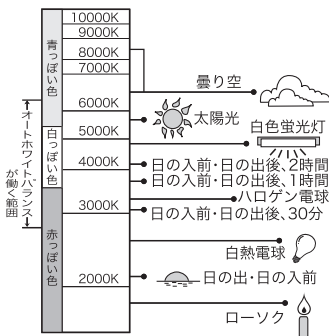 10000K
9000K
8000K
7000K
6000K
5000K
4000K
3000K
2000K
青っぽい色
白っぽい色
赤っぽい色
オートホワイトバランスが働く範囲
曇り空
太陽光
白色蛍光灯
日の入前・日の出後、2時間
日の入前・日の出後、1時間
ハロゲン電球
日の入前・日の出後、30分
白熱電球
日の出・日の入前
ローソク